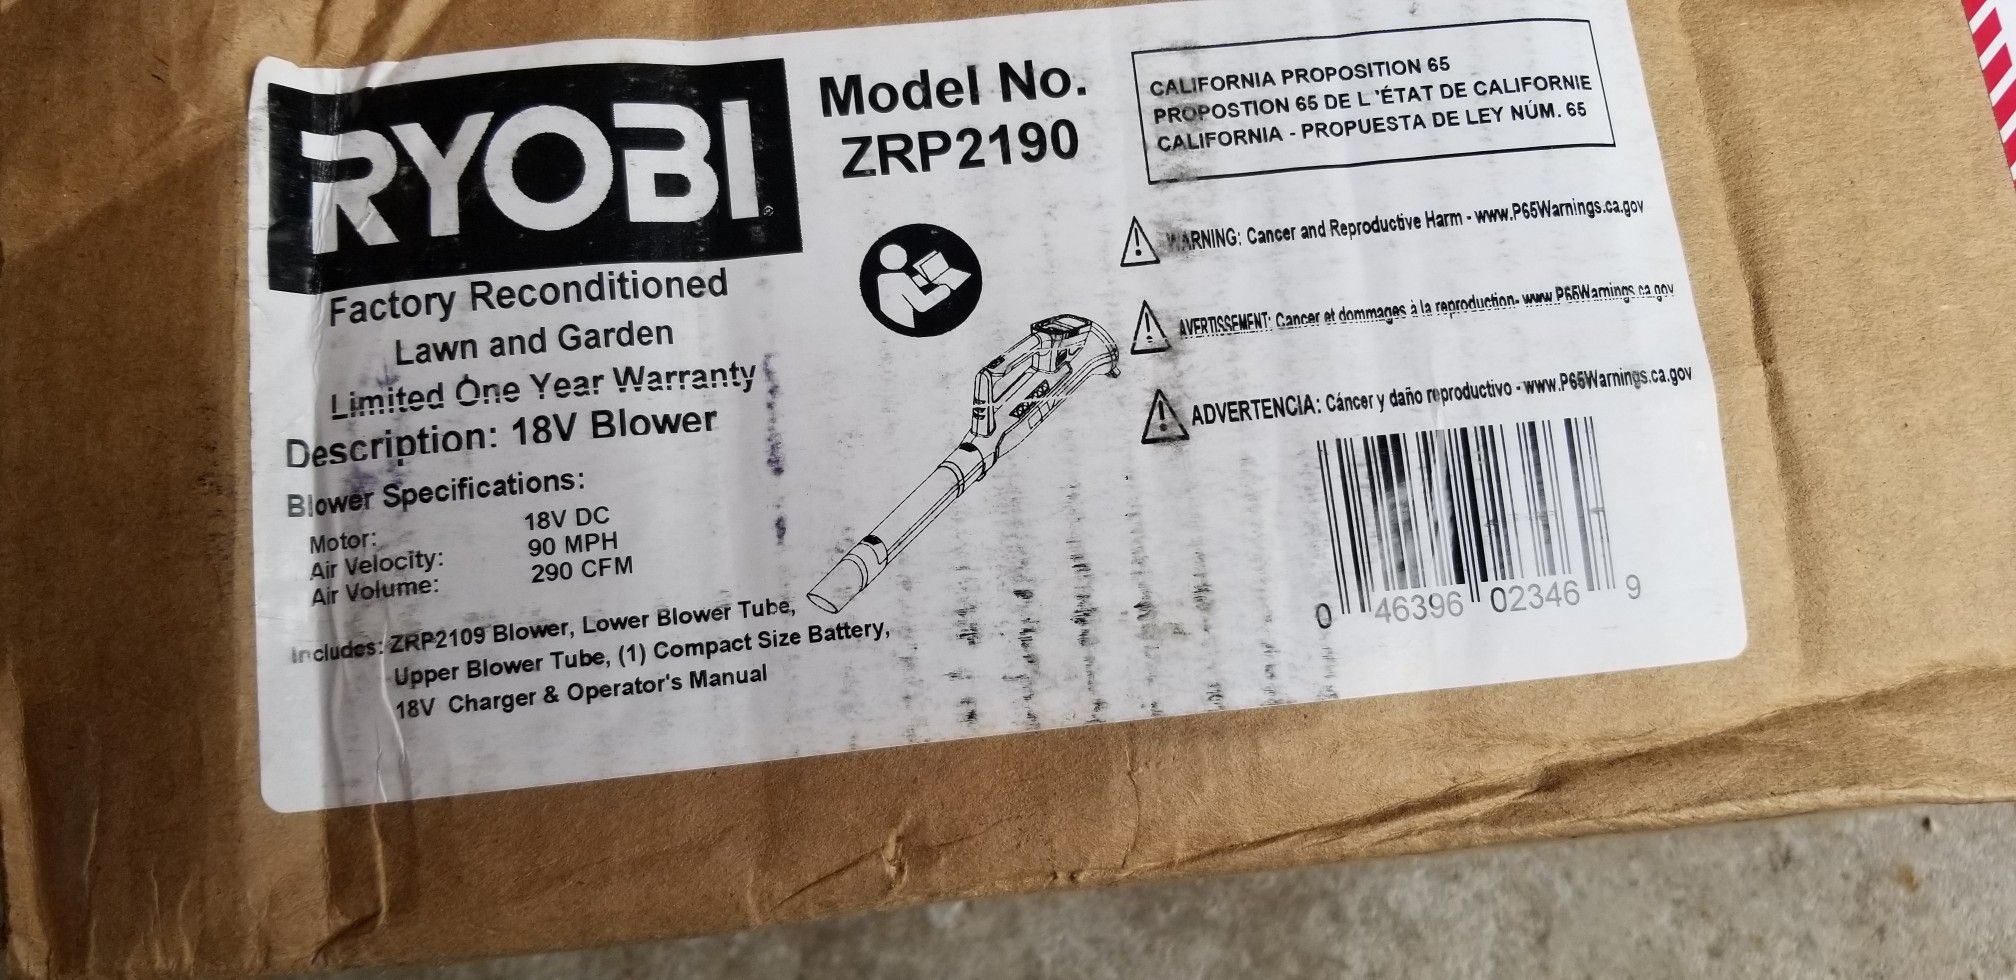 RYOBI
Factory Reconditioned
Lawn and Garden
Limited One Year Warranty
Description: 18V Blower
Blower Specifications:
Motor: 18V DC
Air Velocity: 90 MPH
Air Volume: 290 CFM
Includes: ZRP2109 Blower, Lower Blower Tube,
Upper Blower Tube, (1) Compact Size Battery,
18V Charger & Operator's Manual
Model No.
ZRP2190
CALIFORNIA PROPOSITION 65
PROPOSTION 65 DE L 'ÉTAT DE CALIFORNIE
CALIFORNIA - PROPUESTA DE LEY NÚM. 65
WARNING: Cancer and Reproductive Harm - www.P65Warnings.ca.gov
AVERTISSEMENT: Cancer et dommages à la reproduction- www.P65Warnings.ca.gov
ADVERTENCIA: Cáncer y daño reproductivo - www.P65Warnings.ca.gov
0 46396 02346 9